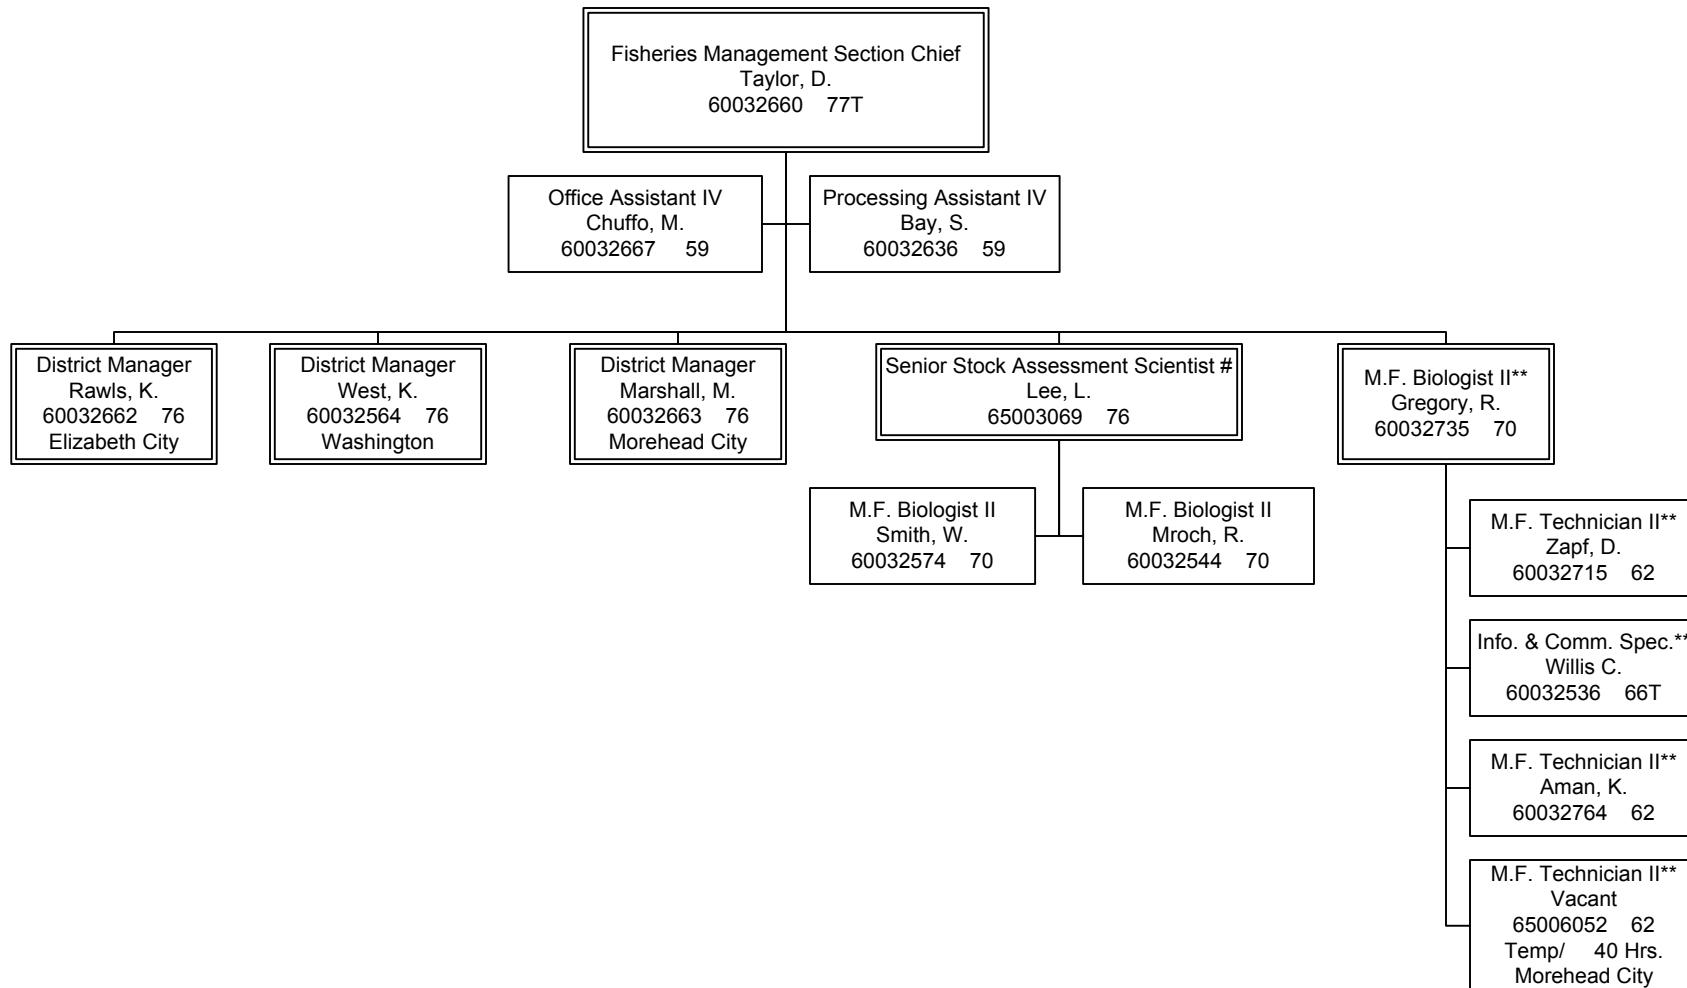 Fisheries Management Section Chief
Taylor, D.
60032660 77T
Office Assistant IV
Chuffo, M.
60032667 59
Processing Assistant IV
Bay, S.
60032636 59
District Manager
Rawls, K.
60032662 76
Elizabeth City
District Manager
West, K.
60032564 76
Washington
District Manager
Marshall, M.
60032663 76
Morehead City
Senior Stock Assessment Scientist #
Lee, L.
65003069 76
M.F. Biologist II**
Gregory, R.
60032735 70
M.F. Biologist II
Smith, W.
60032574 70
M.F. Biologist II
Mroch, R.
60032544 70
M.F. Technician II**
Zapf, D.
60032715 62
Info. & Comm. Spec.**
Willis C.
60032536 66T
M.F. Technician II**
Aman, K.
60032764 62
M.F. Technician II**
Vacant
65006052 62
Temp/ 40 Hrs.
Morehead City